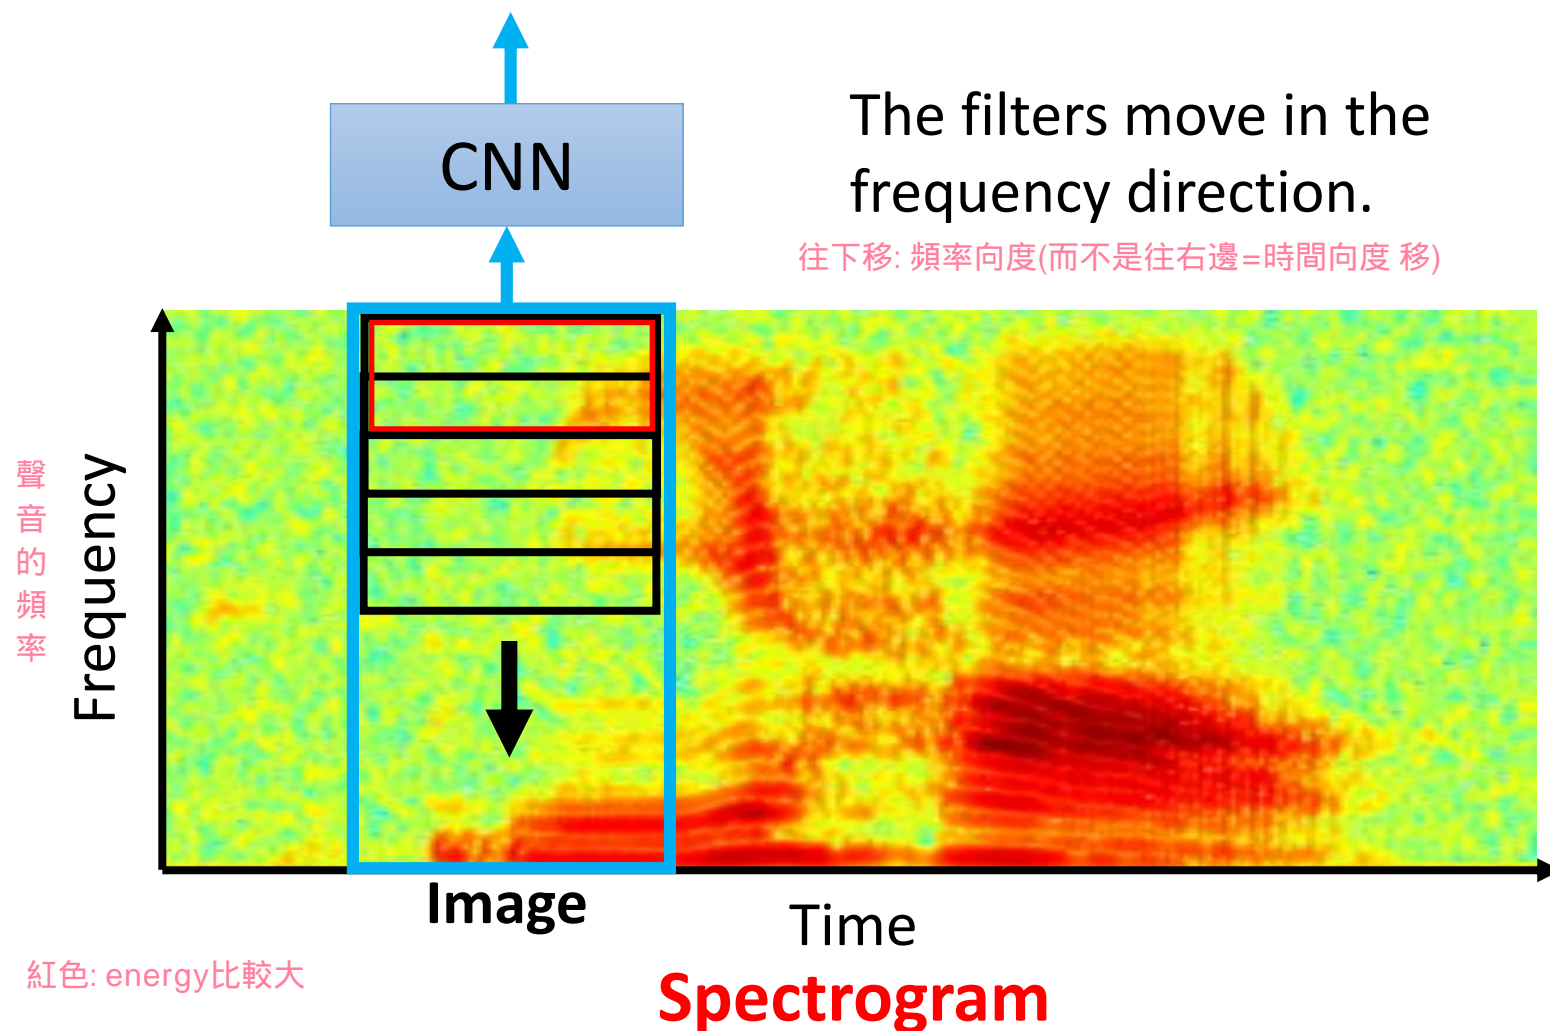 CNN
The filters move in the
frequency direction.
往下移: 頻率向度(而不是往右邊=時間向度 移)
聲音的頻率
Frequency
Image
Time
紅色: energy比較大
Spectrogram